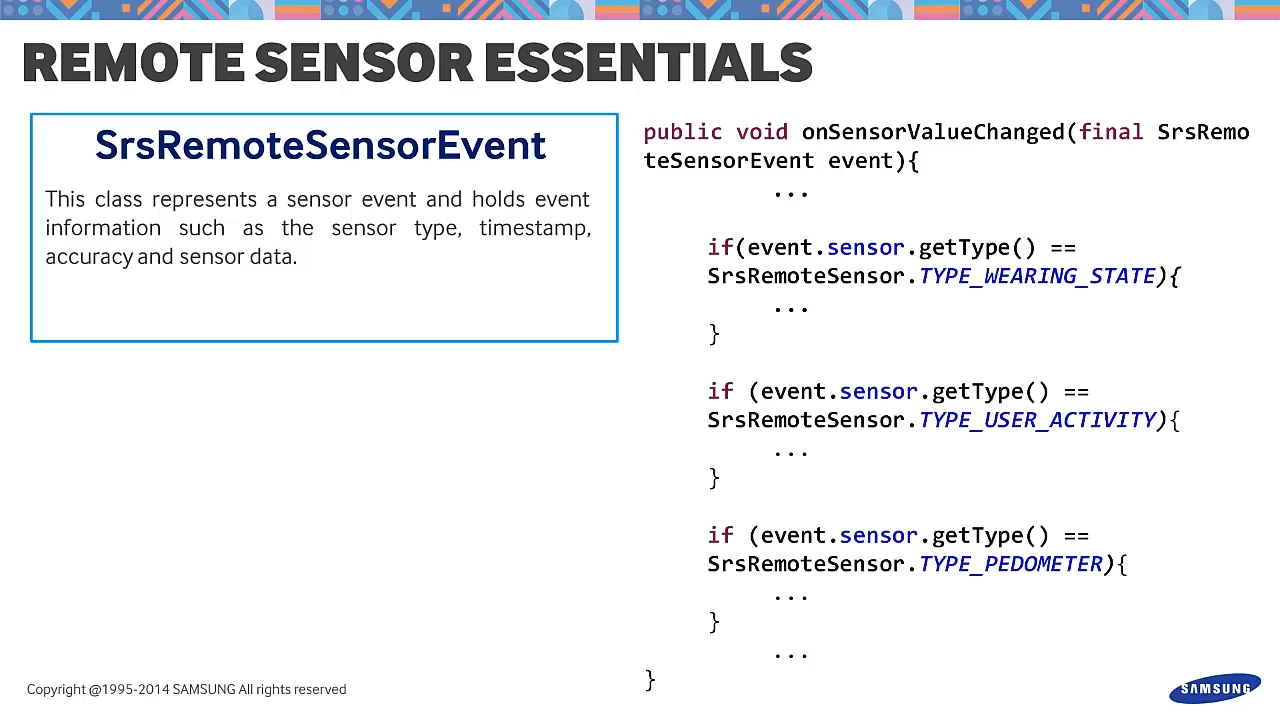 REMOTE SENSOR ESSENTIALS
SrsRemoteSensorEvent
This class represents a sensor event and holds event
information such as the sensor type, timestamp,
accuracy and sensor data.
public void onSensorValueChanged(final SrsRemo
teSensorEvent event){
...
if(event.sensor.getType() ==
SrsRemoteSensor.TYPE_WEARING_STATE){
...
}
if (event.sensor.getType() ==
SrsRemoteSensor.TYPE_USER_ACTIVITY){
...
}
if (event.sensor.getType() ==
SrsRemoteSensor.TYPE_PEDOMETER){
...
}
...
}
Copyright @1995-2014 SAMSUNG All rights reserved
SAMSUNG